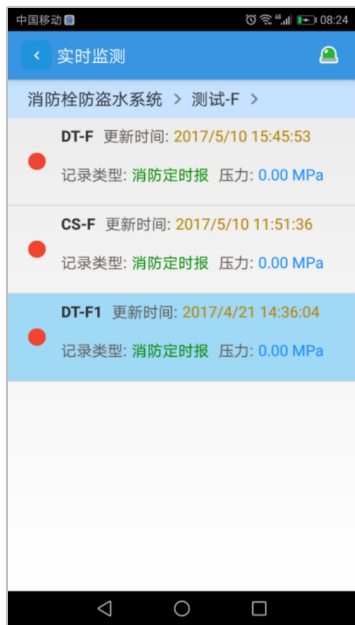 中国移动 46 08:24
实时监测
消防栓防盗水系统 > 测试-F >
DT-F 更新时间: 2017/5/10 15:45:53
记录类型: 消防定时报 压力: 0.00 MPa
CS-F 更新时间: 2017/5/10 11:51:36
记录类型: 消防定时报 压力: 0.00 MPa
DT-F1 更新时间: 2017/4/21 14:36:04
记录类型: 消防定时报 压力: 0.00 MPa